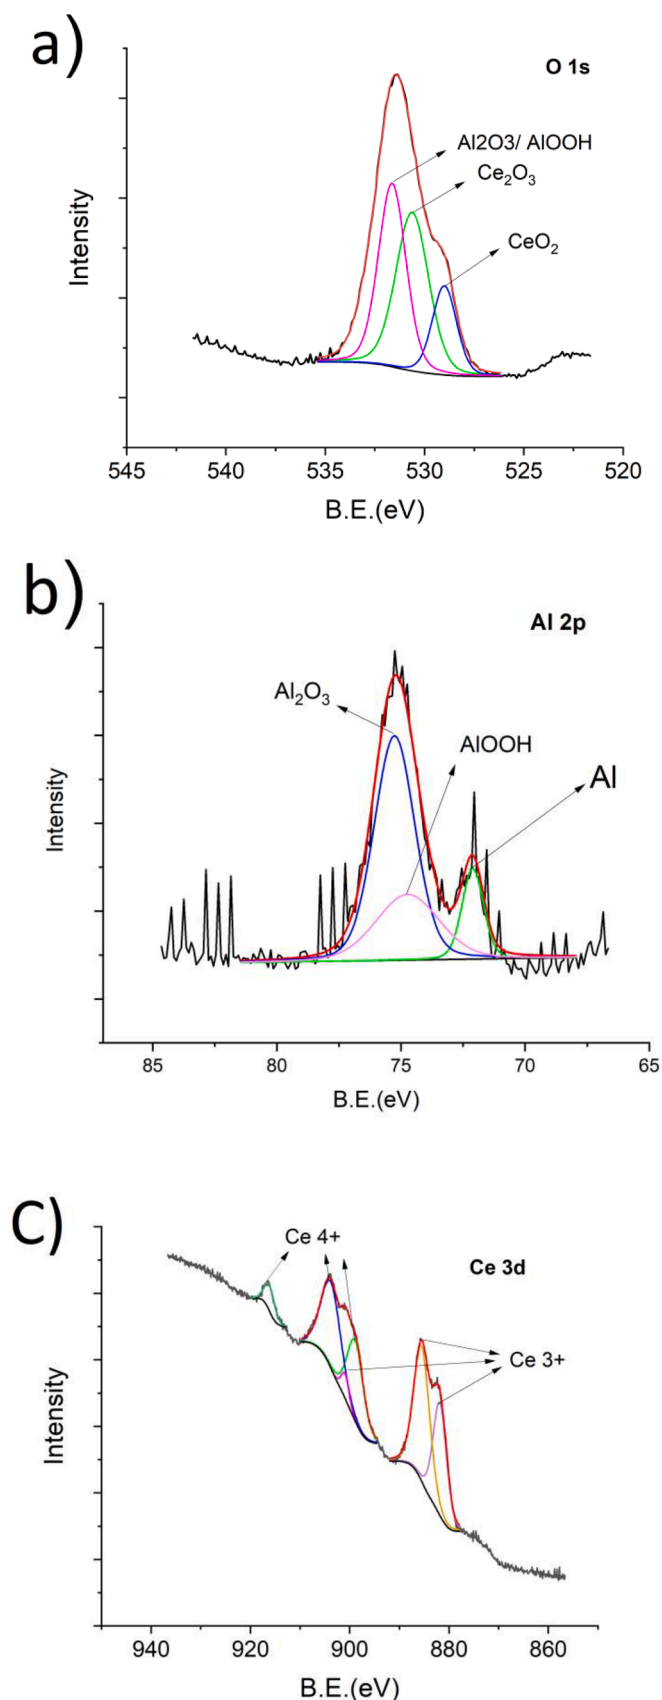 a)
O 1s
Al2O3/ AlOOH
Ce₂O₃
CeO₂
Intensity
545 540 535 530 525 520
B.E.(eV)
b)
Al 2p
Al₂O₃
AlOOH
Al
Intensity
85 80 75 70 65
B.E.(eV)
C)
Ce 4+
Ce 3d
Ce 3+
Intensity
940 920 900 880 860
B.E.(eV)